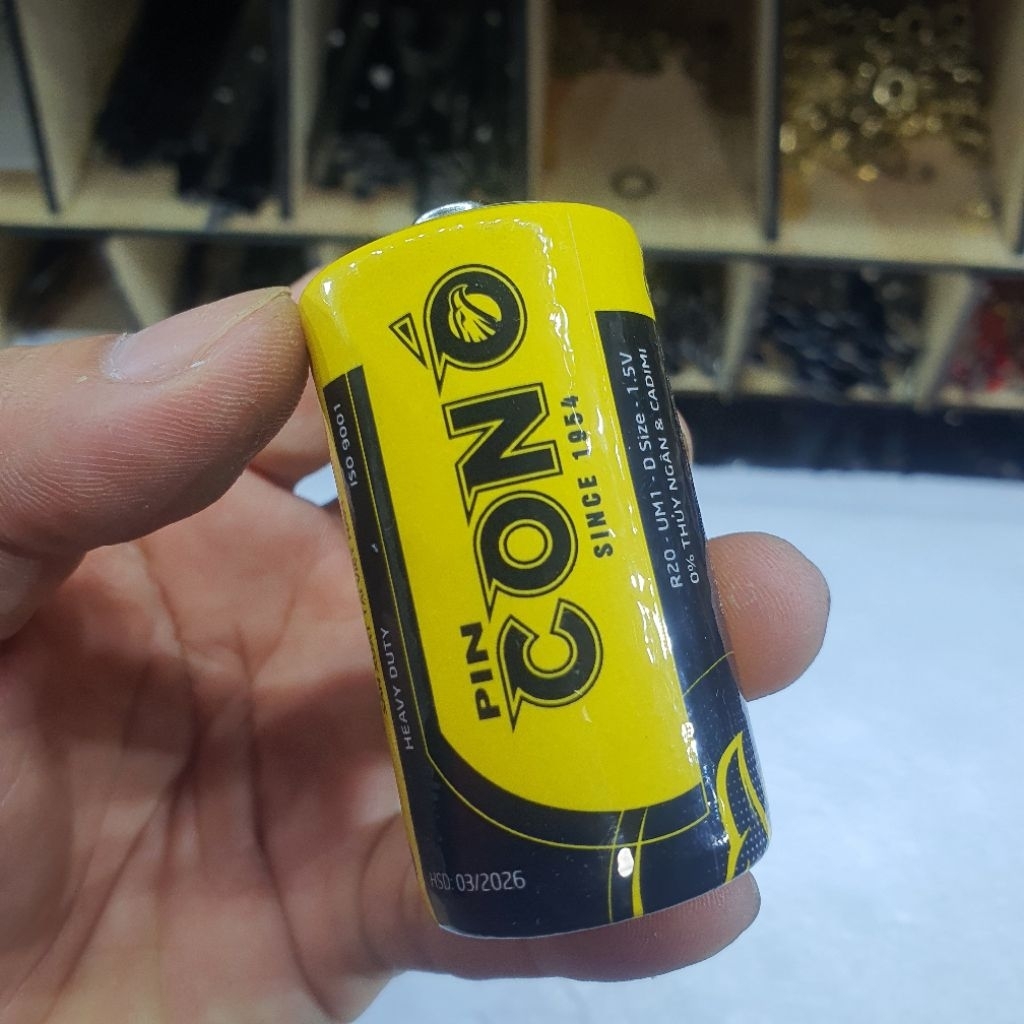 PIN
CON Ó
SINCE 1954
ISO 9001
HEAVY DUTY
R20 - UM1 - D Size - 1.5V
0% THỦY NGÂN & CADIMI
HSD: 03/2026